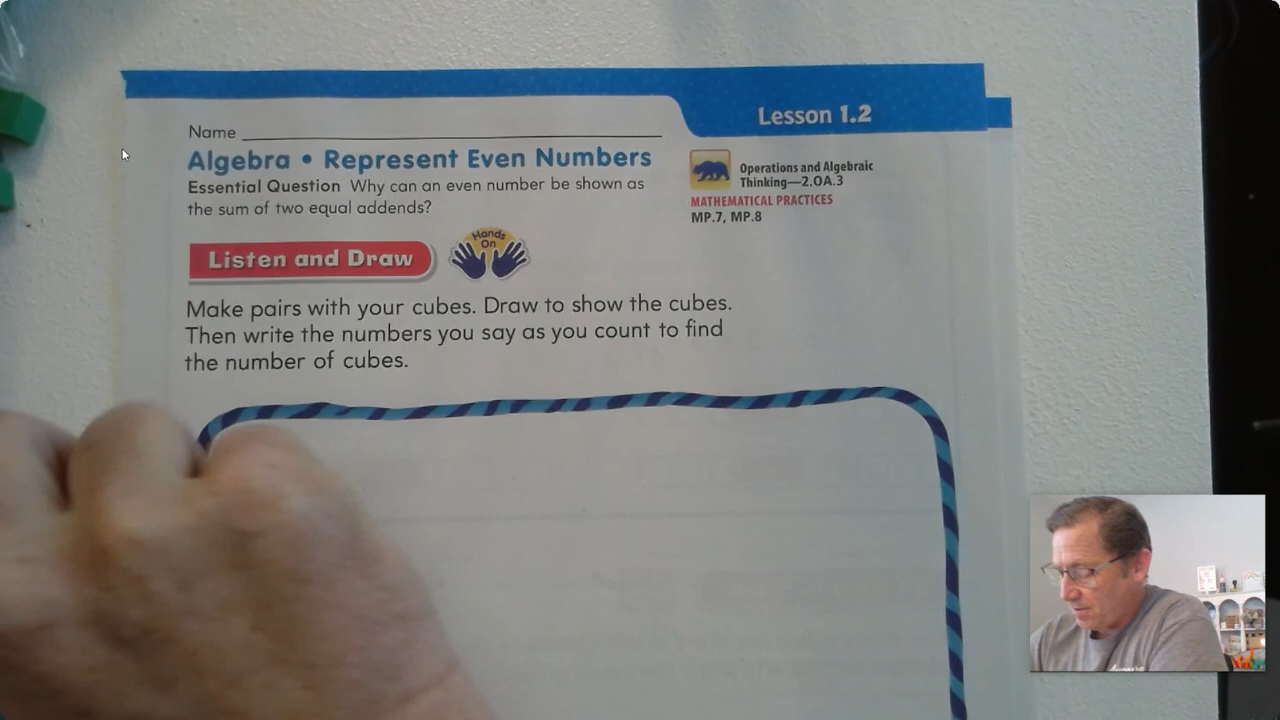 Lesson 1.2
Name
Algebra • Represent Even Numbers
Essential Question Why can an even number be shown as
the sum of two equal addends?
Operations and Algebraic
Thinking—2.OA.3
MATHEMATICAL PRACTICES
MP.7, MP.8
Hands
On
Listen and Draw
Make pairs with your cubes. Draw to show the cubes.
Then write the numbers you say as you count to find
the number of cubes.